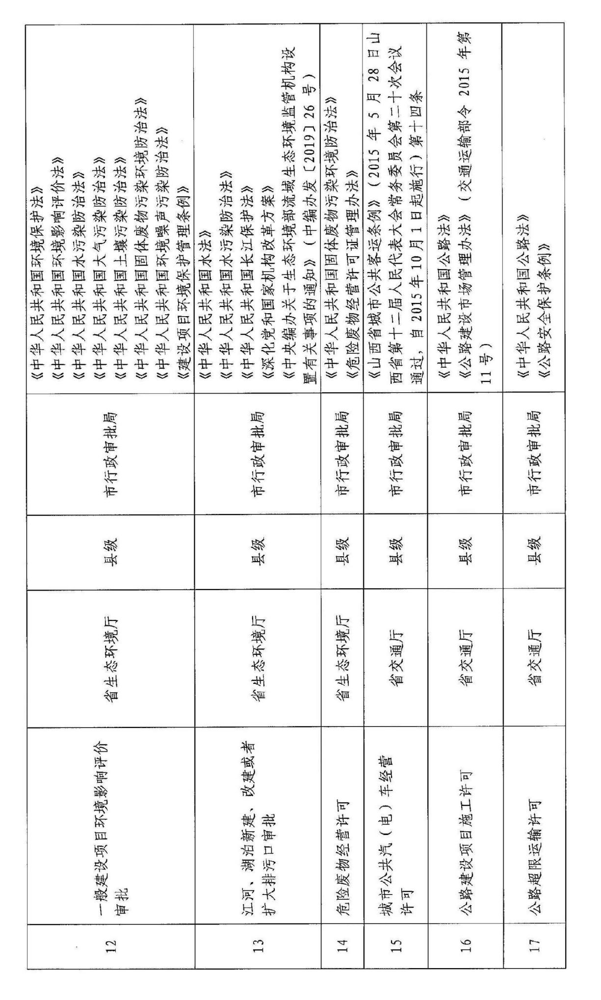 12
一般建设项目环境影响评价
审批
省生态环境厅
县级
市行政审批局
《中华人民共和国环境保护法》
《中华人民共和国环境影响评价法》
《中华人民共和国水污染防治法》
《中华人民共和国大气污染防治法》
《中华人民共和国土壤污染防治法》
《中华人民共和国固体废物污染环境防治法》
《中华人民共和国环境噪声污染防治法》
《建设项目环境保护管理条例》
13
江河、湖泊新建、改建或者
扩大排污口审批
省生态环境厅
县级
市行政审批局
《中华人民共和国水法》
《中华人民共和国水污染防治法》
《中华人民共和国长江保护法》
《深化党和国家机构改革方案》
《中央编办关于生态环境部流域生态环境监管机构设
置有关事项的通知》（中编办发〔2019〕26 号）
14
危险废物经营许可
省生态环境厅
县级
市行政审批局
《中华人民共和国固体废物污染环境防治法》
《危险废物经营许可证管理办法》
15
城市公共汽（电）车经营
许可
省交通厅
县级
市行政审批局
《山西省城市公共客运条例》（2015 年 5 月 28 日山
西省第十二届人民代表大会常务委员会第二十次会议
通过，自 2015 年 10 月 1 日起施行）第十四条
16
公路建设项目施工许可
省交通厅
县级
市行政审批局
《中华人民共和国公路法》
《公路建设市场管理办法》（交通运输部令 2015 年第
11 号）
17
公路超限运输许可
省交通厅
县级
市行政审批局
《中华人民共和国公路法》
《公路安全保护条例》